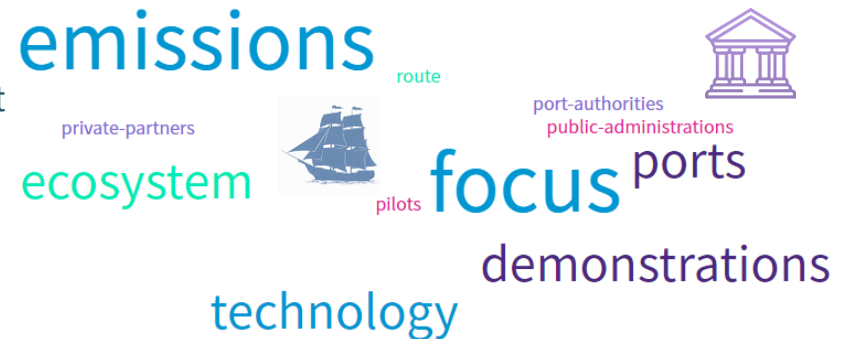 emissions
route
t
port-authorities
private-partners
public-administrations
ports
ecosystem
focus
pilots
demonstrations
technology